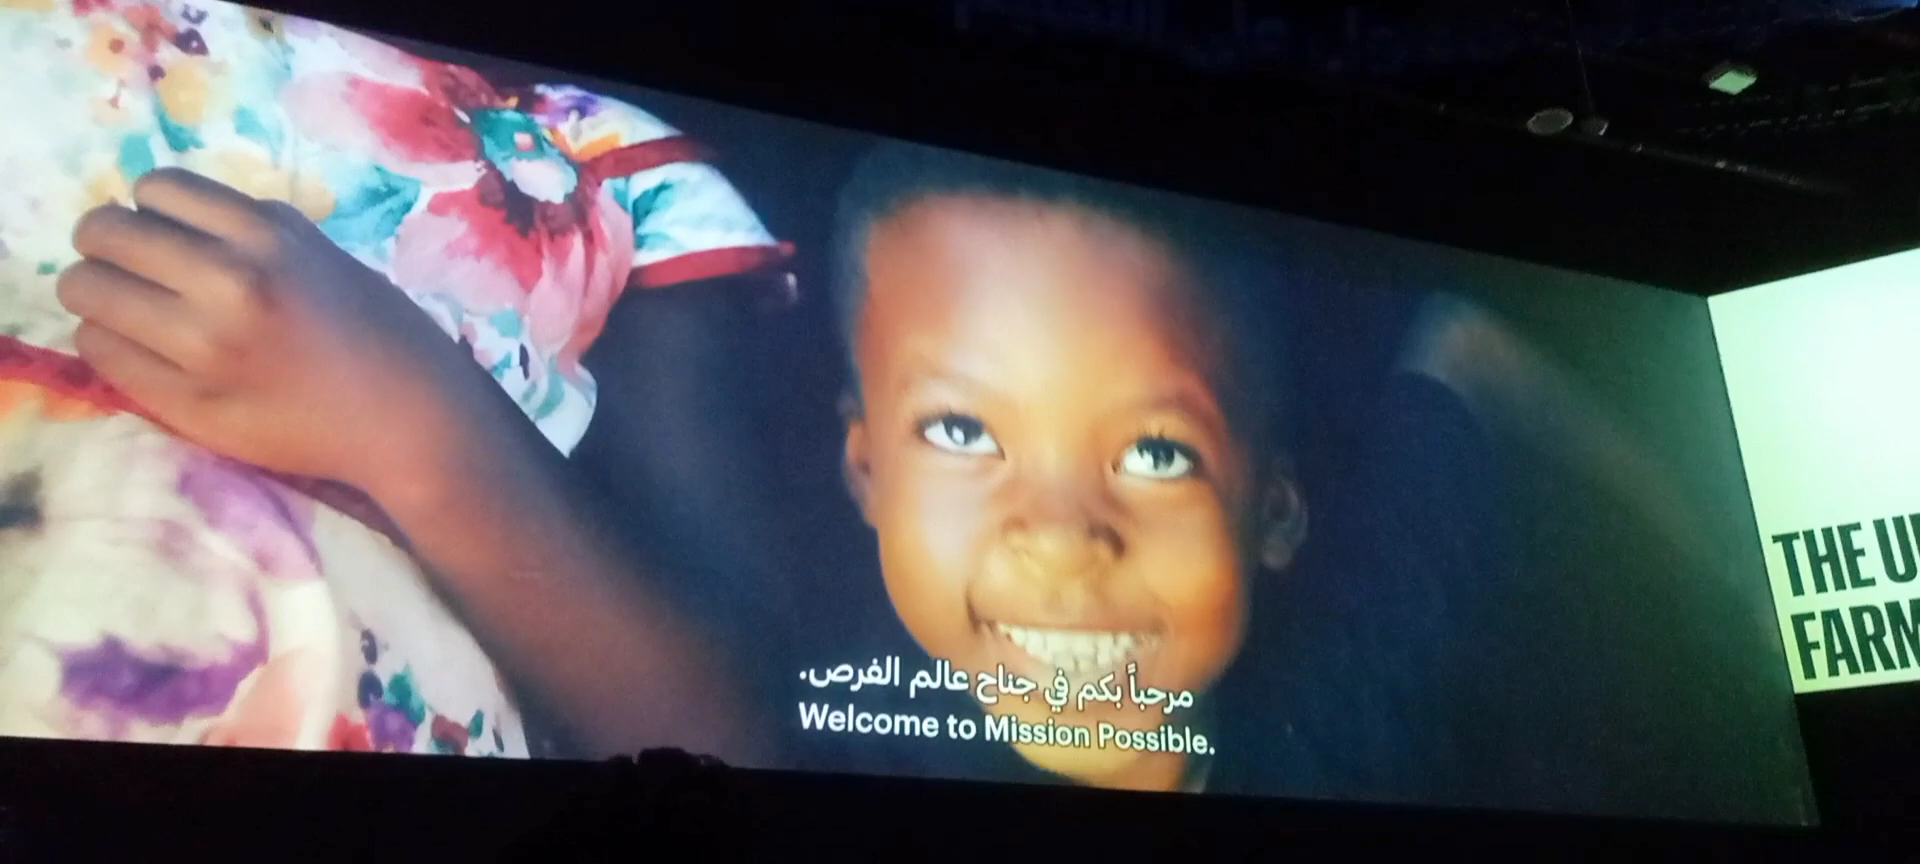 مرحباً بكم في جناح عالم الفرص.
Welcome to Mission Possible.
THE U
FARM